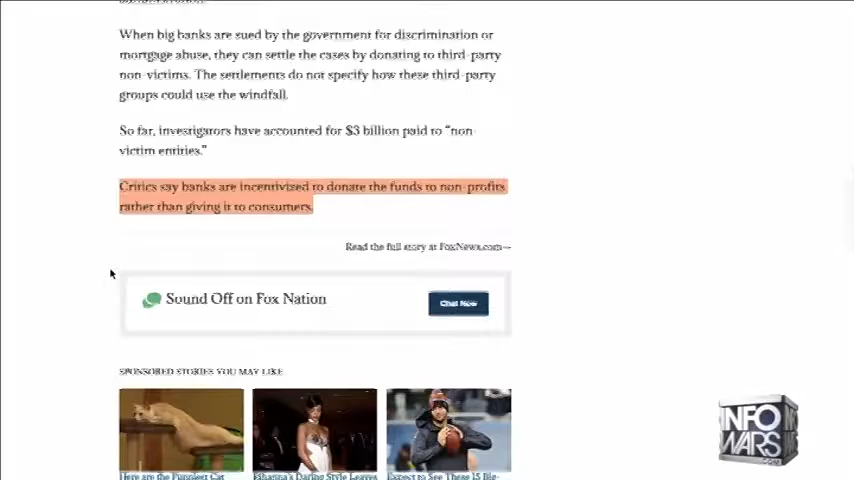 When big banks are sued by the government for discrimination or
mortgage abuse, they can settle the cases by donating to third-party
non-victims. The settlements do not specify how these third-party
groups could use the windfall.
So far, investigators have accounted for $3 billion paid to “non-
victim entities.”
Critics say banks are incentivized to donate the funds to non-profits
rather than giving it to consumers.
Read the full story at FoxNews.com—
Sound Off on Fox Nation
Chat Now
SPONSORED STORIES YOU MAY LIKE
Here are the Funniest Cat
Rihanna's Daring Style Leaves
Expect to See These 15 Big-
INFO
WARS
.com